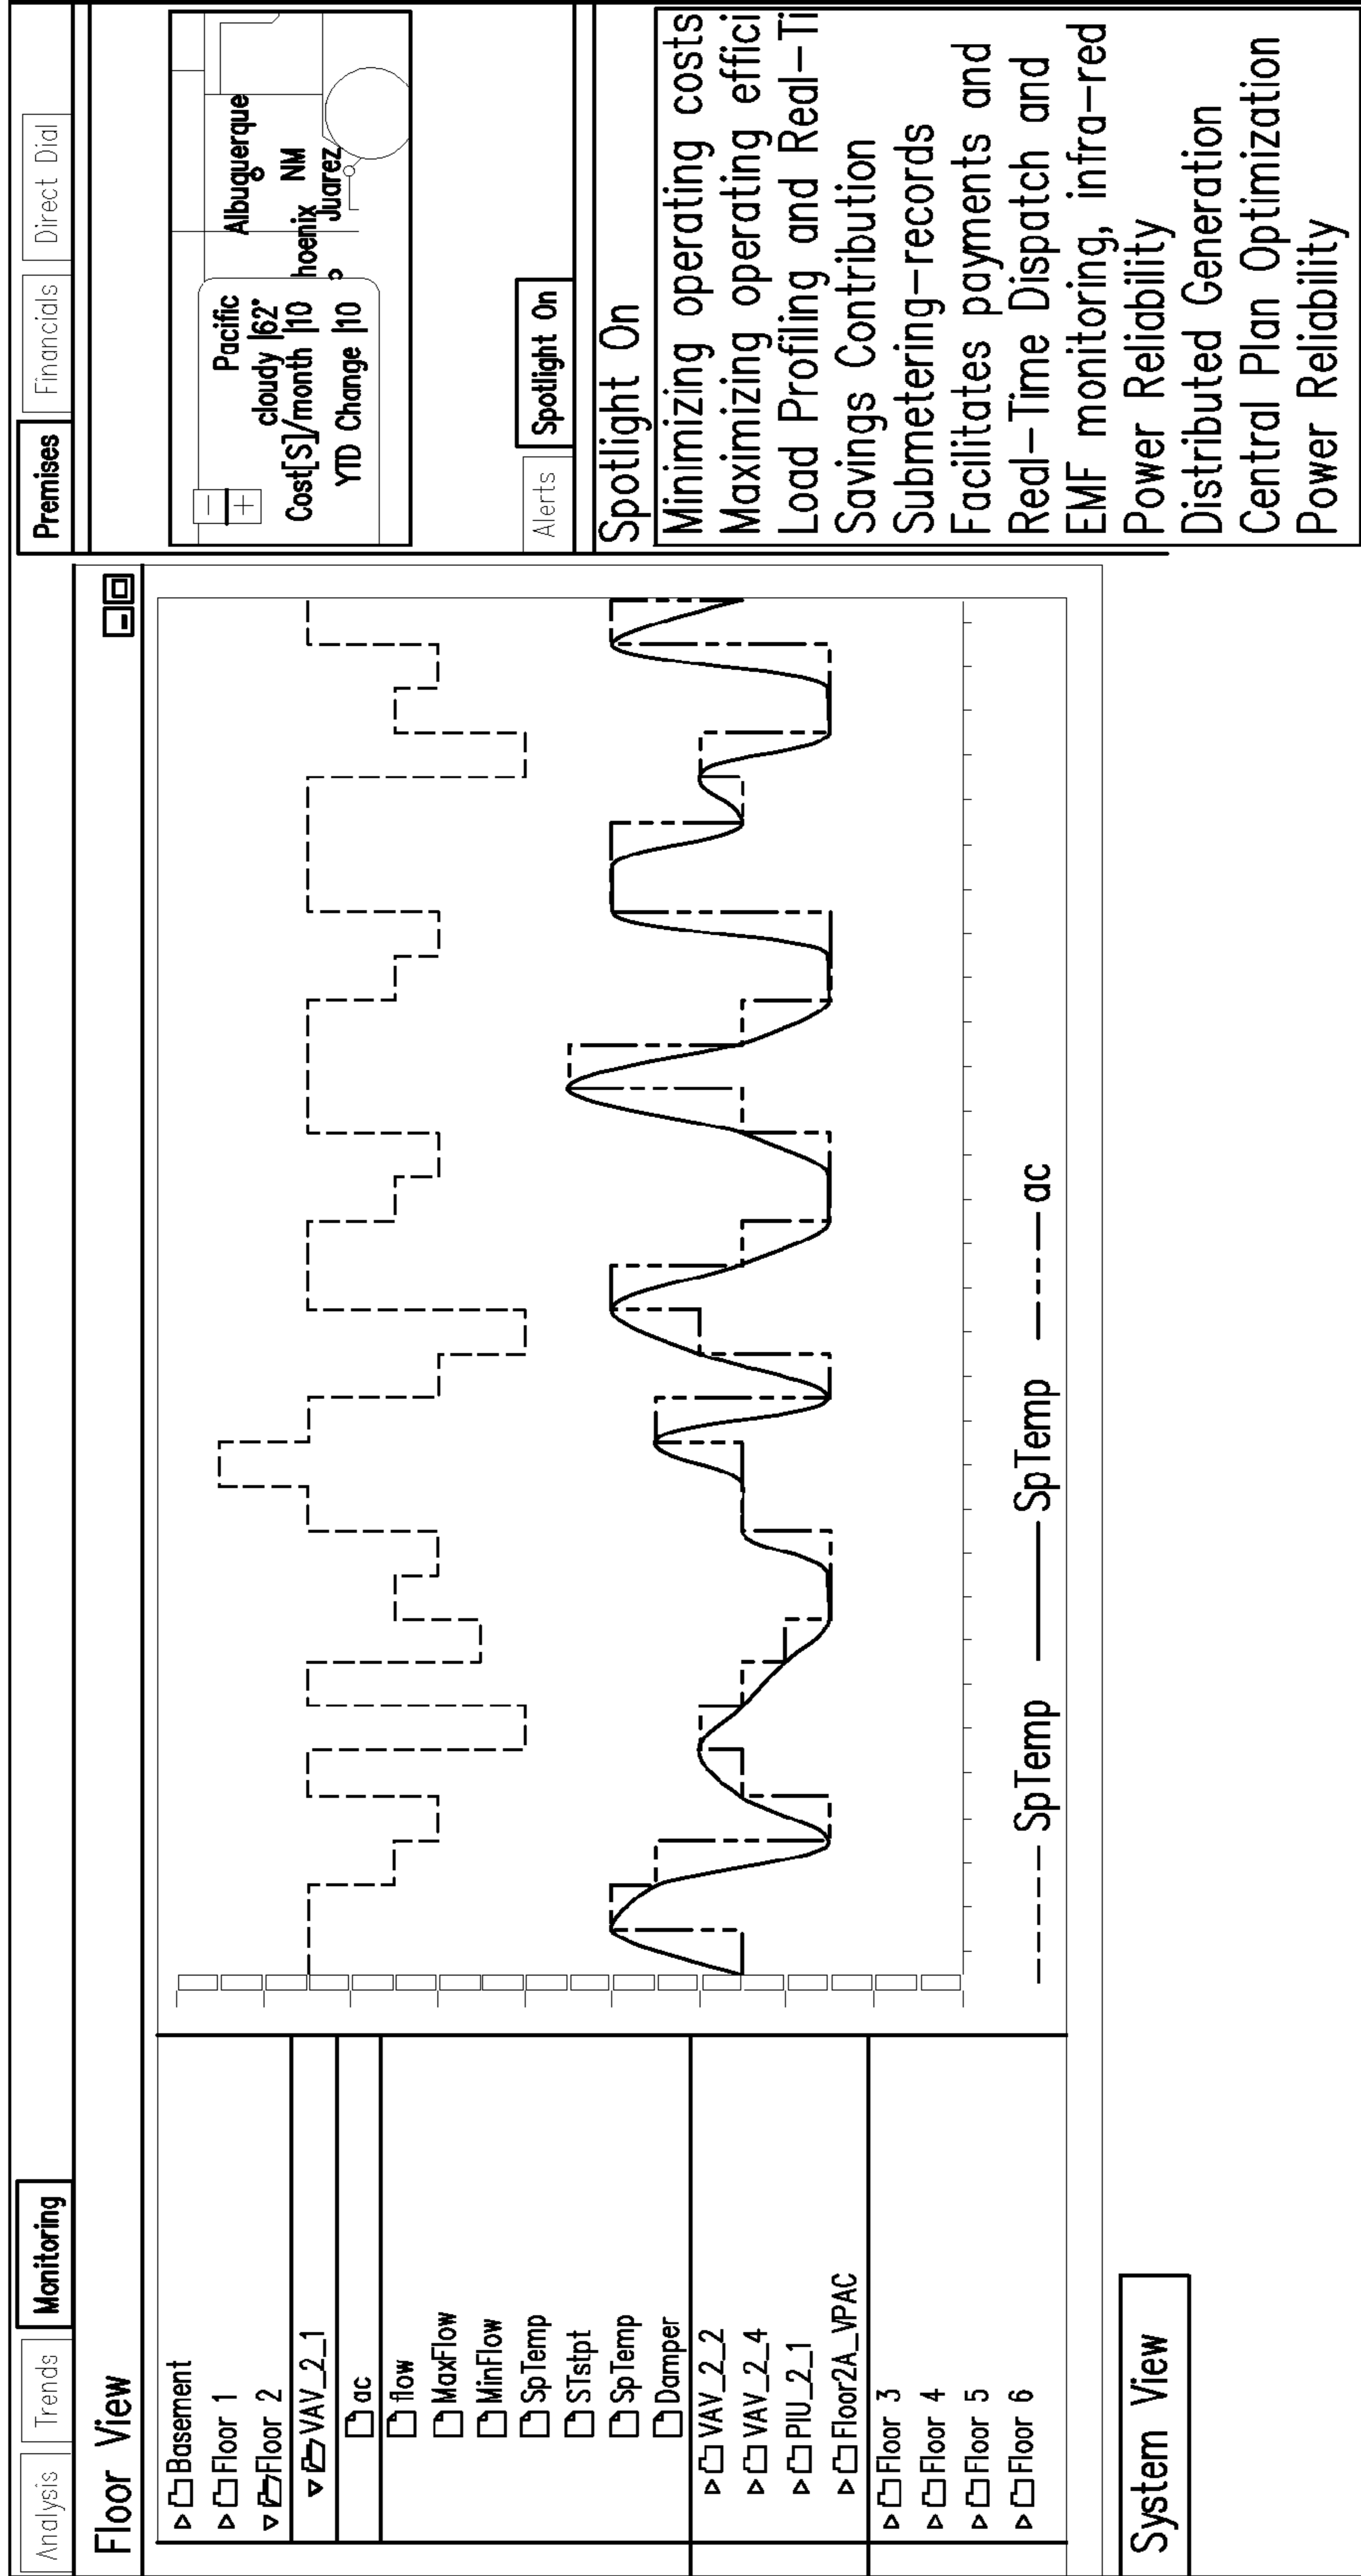 Analysis
Trends
Monitoring
Premises
Financials
Direct Dial
Floor View
Basement
Floor 1
Floor 2
VAV_2_1
ac
flow
MaxFlow
MinFlow
SpTemp
STstpt
SpTemp
Damper
VAV_2_2
VAV_2_4
PIU_2_1
Floor2A_VPAC
Floor 3
Floor 4
Floor 5
Floor 6
SpTemp SpTemp ac
System View
Pacific
cloudy |62°
Cost[S]/month |10
YTD Change |10
Albuquerque
hoenix NM
Juarez
Alerts
Spotlight On
Spotlight On
Minimizing operating costs
Maximizing operating effici
Load Profilling and Real-Ti
Savings Contribution
Submetering-records
Facilitates payments and
Real-Time Dispatch and
EMF monitoring, infra-red
Power Reliability
Distributed Generation
Central Plan Optimization
Power Reliability